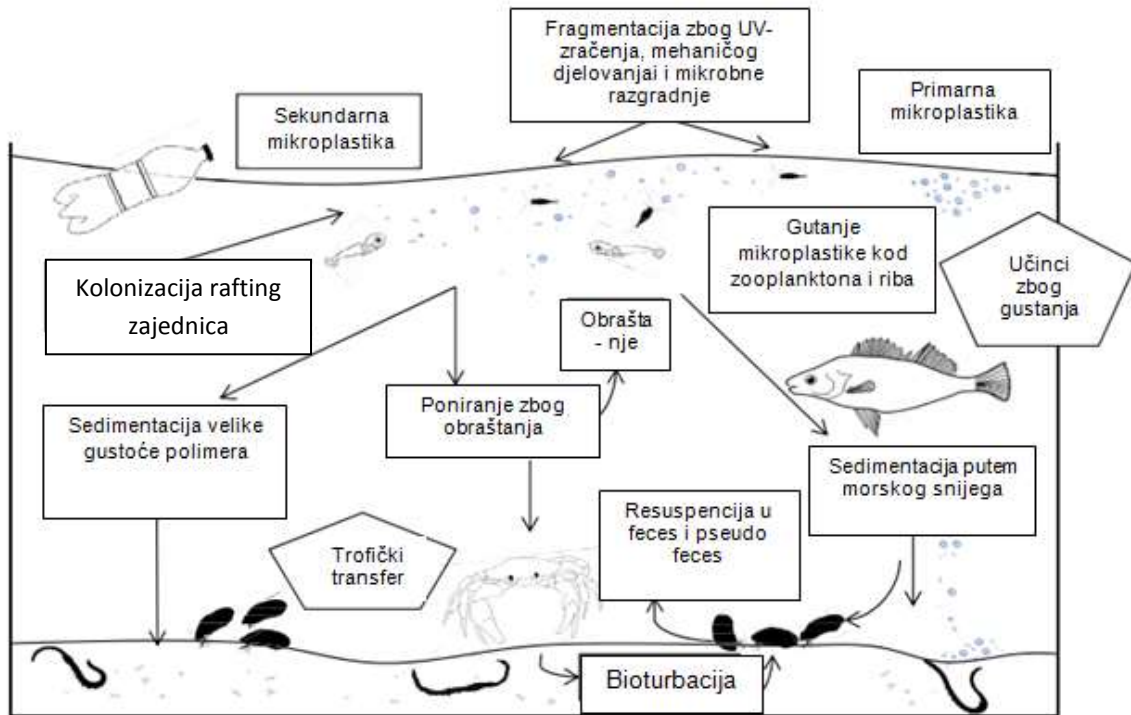 Fragmentacija zbog UV-
zračenja, mehaničog
djelovanjai i mikrobne
razgradnje
Sekundarna
mikroplastika
Primarna
mikroplastika
Gutanje
mikroplastike kod
zooplanktona i riba
Učinci
zbog
gustanja
Kolonizacija rafting
zajednica
Obrašta
- nje
Poniranje zbog
obraštanja
Sedimentacija velike
gustoće polimera
Sedimentacija putem
morskog snijega
Resuspencija u
feces i pseudo
feces
Trofički
transfer
Bioturbacija